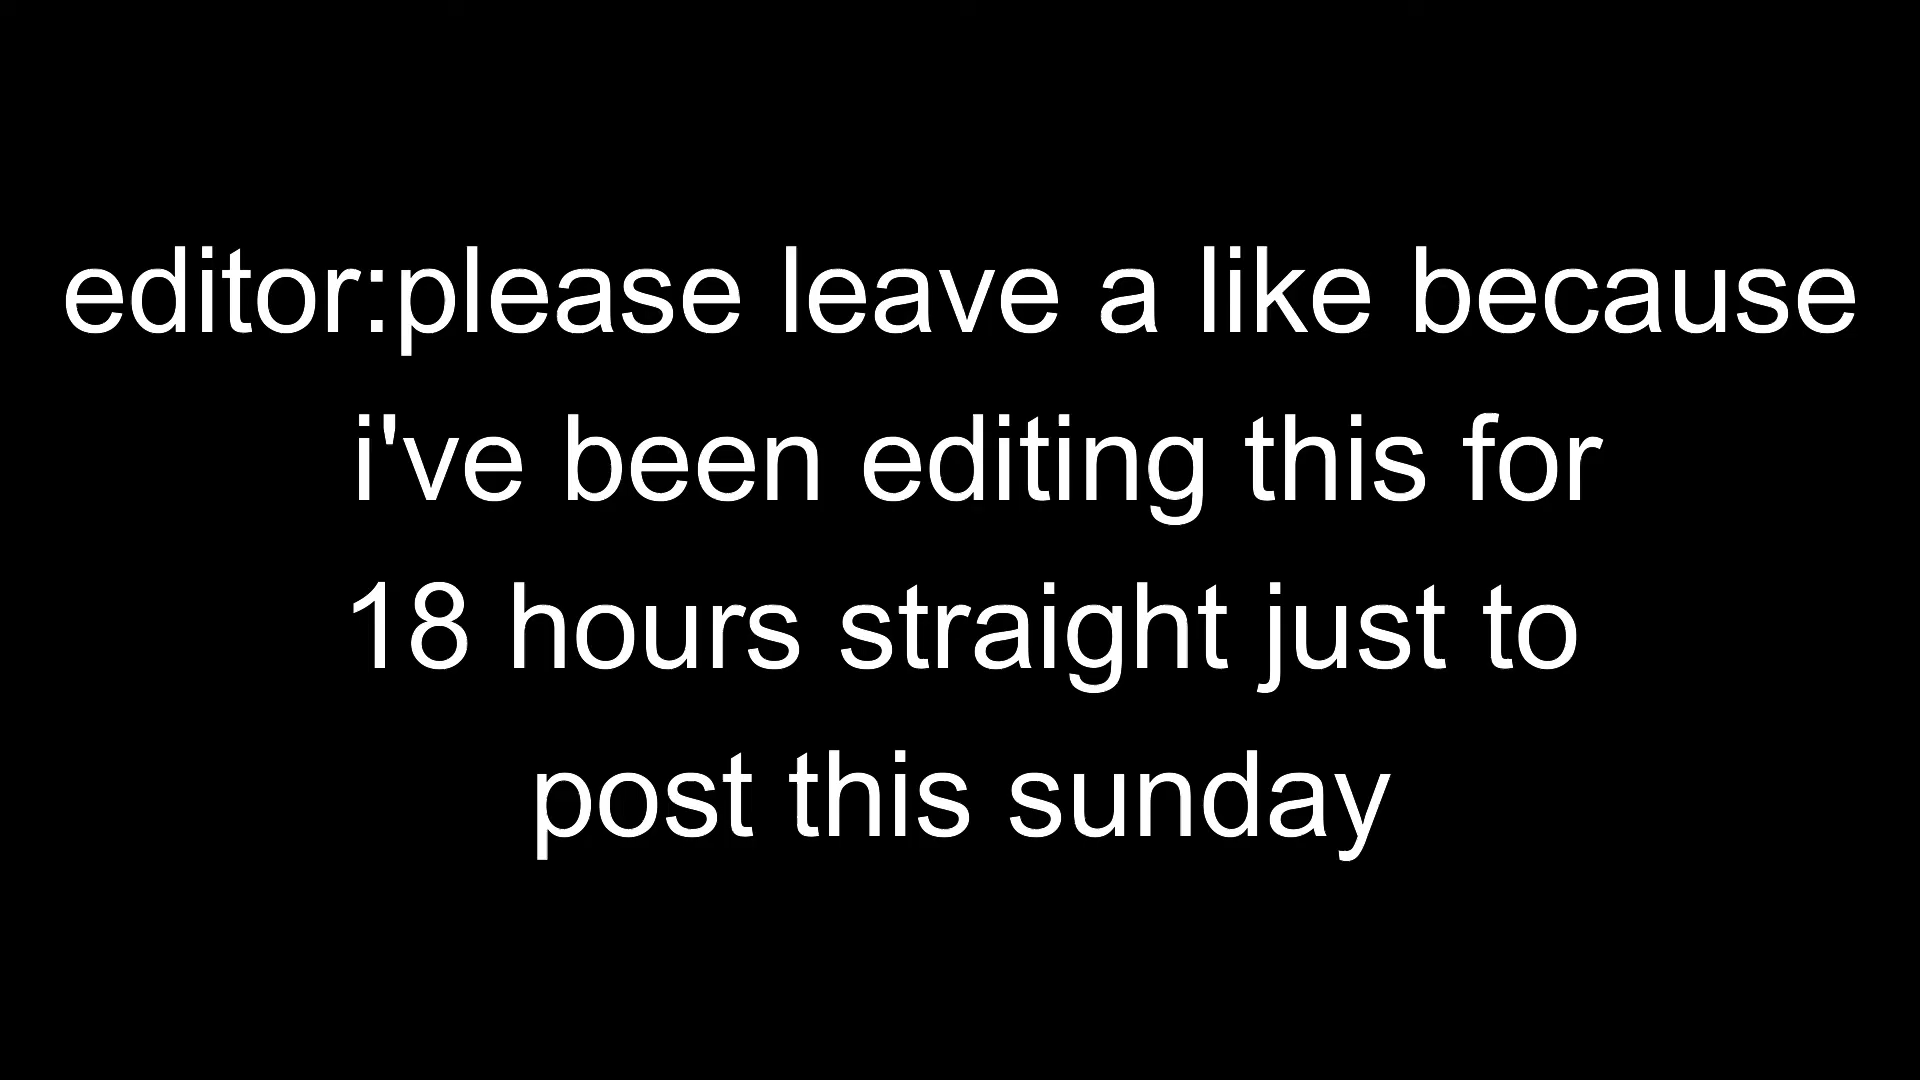 editor:please leave a like because
i've been editing this for
18 hours straight just to
post this sunday